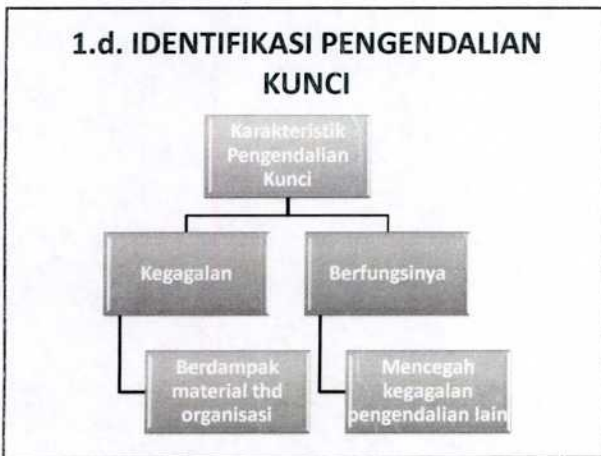 1.d. IDENTIFIKASI PENGENDALIAN
KUNCI
Karakteristik
Pengendalian
Kunci
Kegagalan
Berfungsinya
Berdampak
material thd
organisasi
Mencegah
kegagalan
pengendalian lain